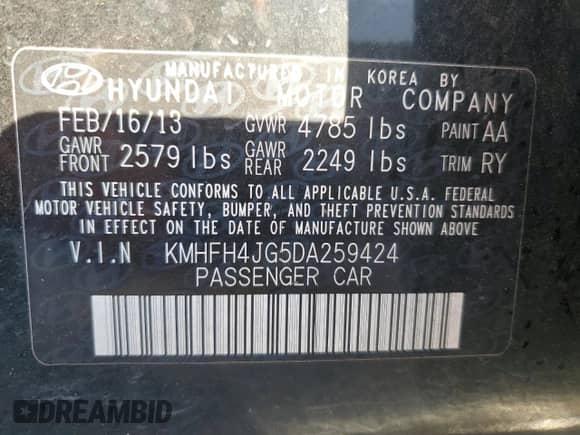 MANUFACTURED IN KOREA BY
HYUNDAI MOTOR COMPANY
FEB/16/13 GVWR 4785 lbs PAINT AA
GAWR FRONT 2579 lbs GAWR REAR 2249 lbs TRIM RY
THIS VEHICLE CONFORMS TO ALL APPLICABLE U.S.A. FEDERAL
MOTOR VEHICLE SAFETY, BUMPER, AND THEFT PREVENTION STANDARDS
IN EFFECT ON THE DATE OF MANUFACTURE SHOWN ABOVE.
V.I.N KMHFH4JG5DA259424
PASSENGER CAR
DREAMBID